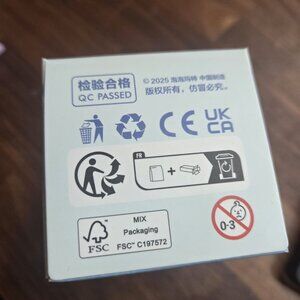 检验合格
QC PASSED
© 2025 泡泡玛特 中国制造
版权所有，仿冒必究。
CE
UK
CA
FR
+
0-3
MIX
Packaging
FSC™ C197572
FSC